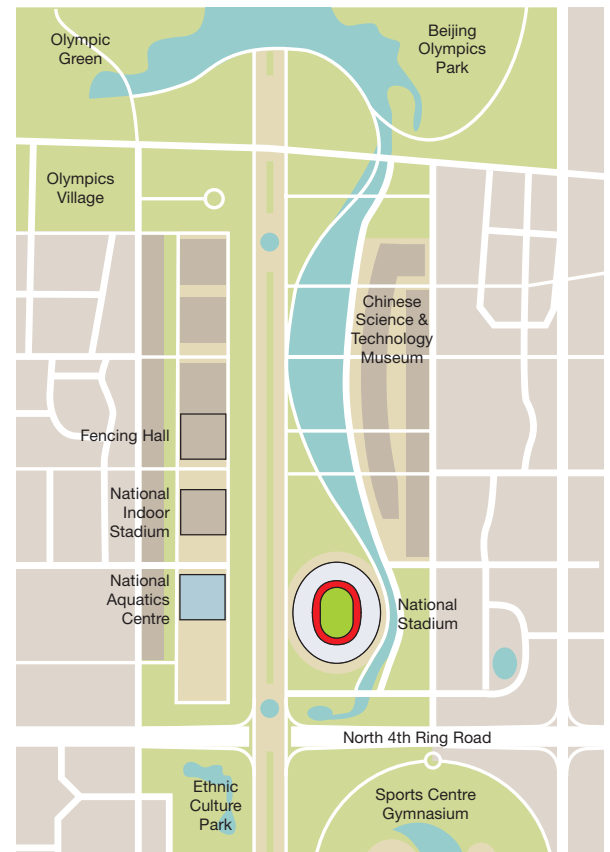 Olympic
Green
Beijing
Olympics
Park
Olympics
Village
Chinese
Science &
Technology
Museum
Fencing Hall
National
Indoor
Stadium
National
Aquatics
Centre
National
Stadium
North 4th Ring Road
Ethnic
Culture
Park
Sports Centre
Gymnasium